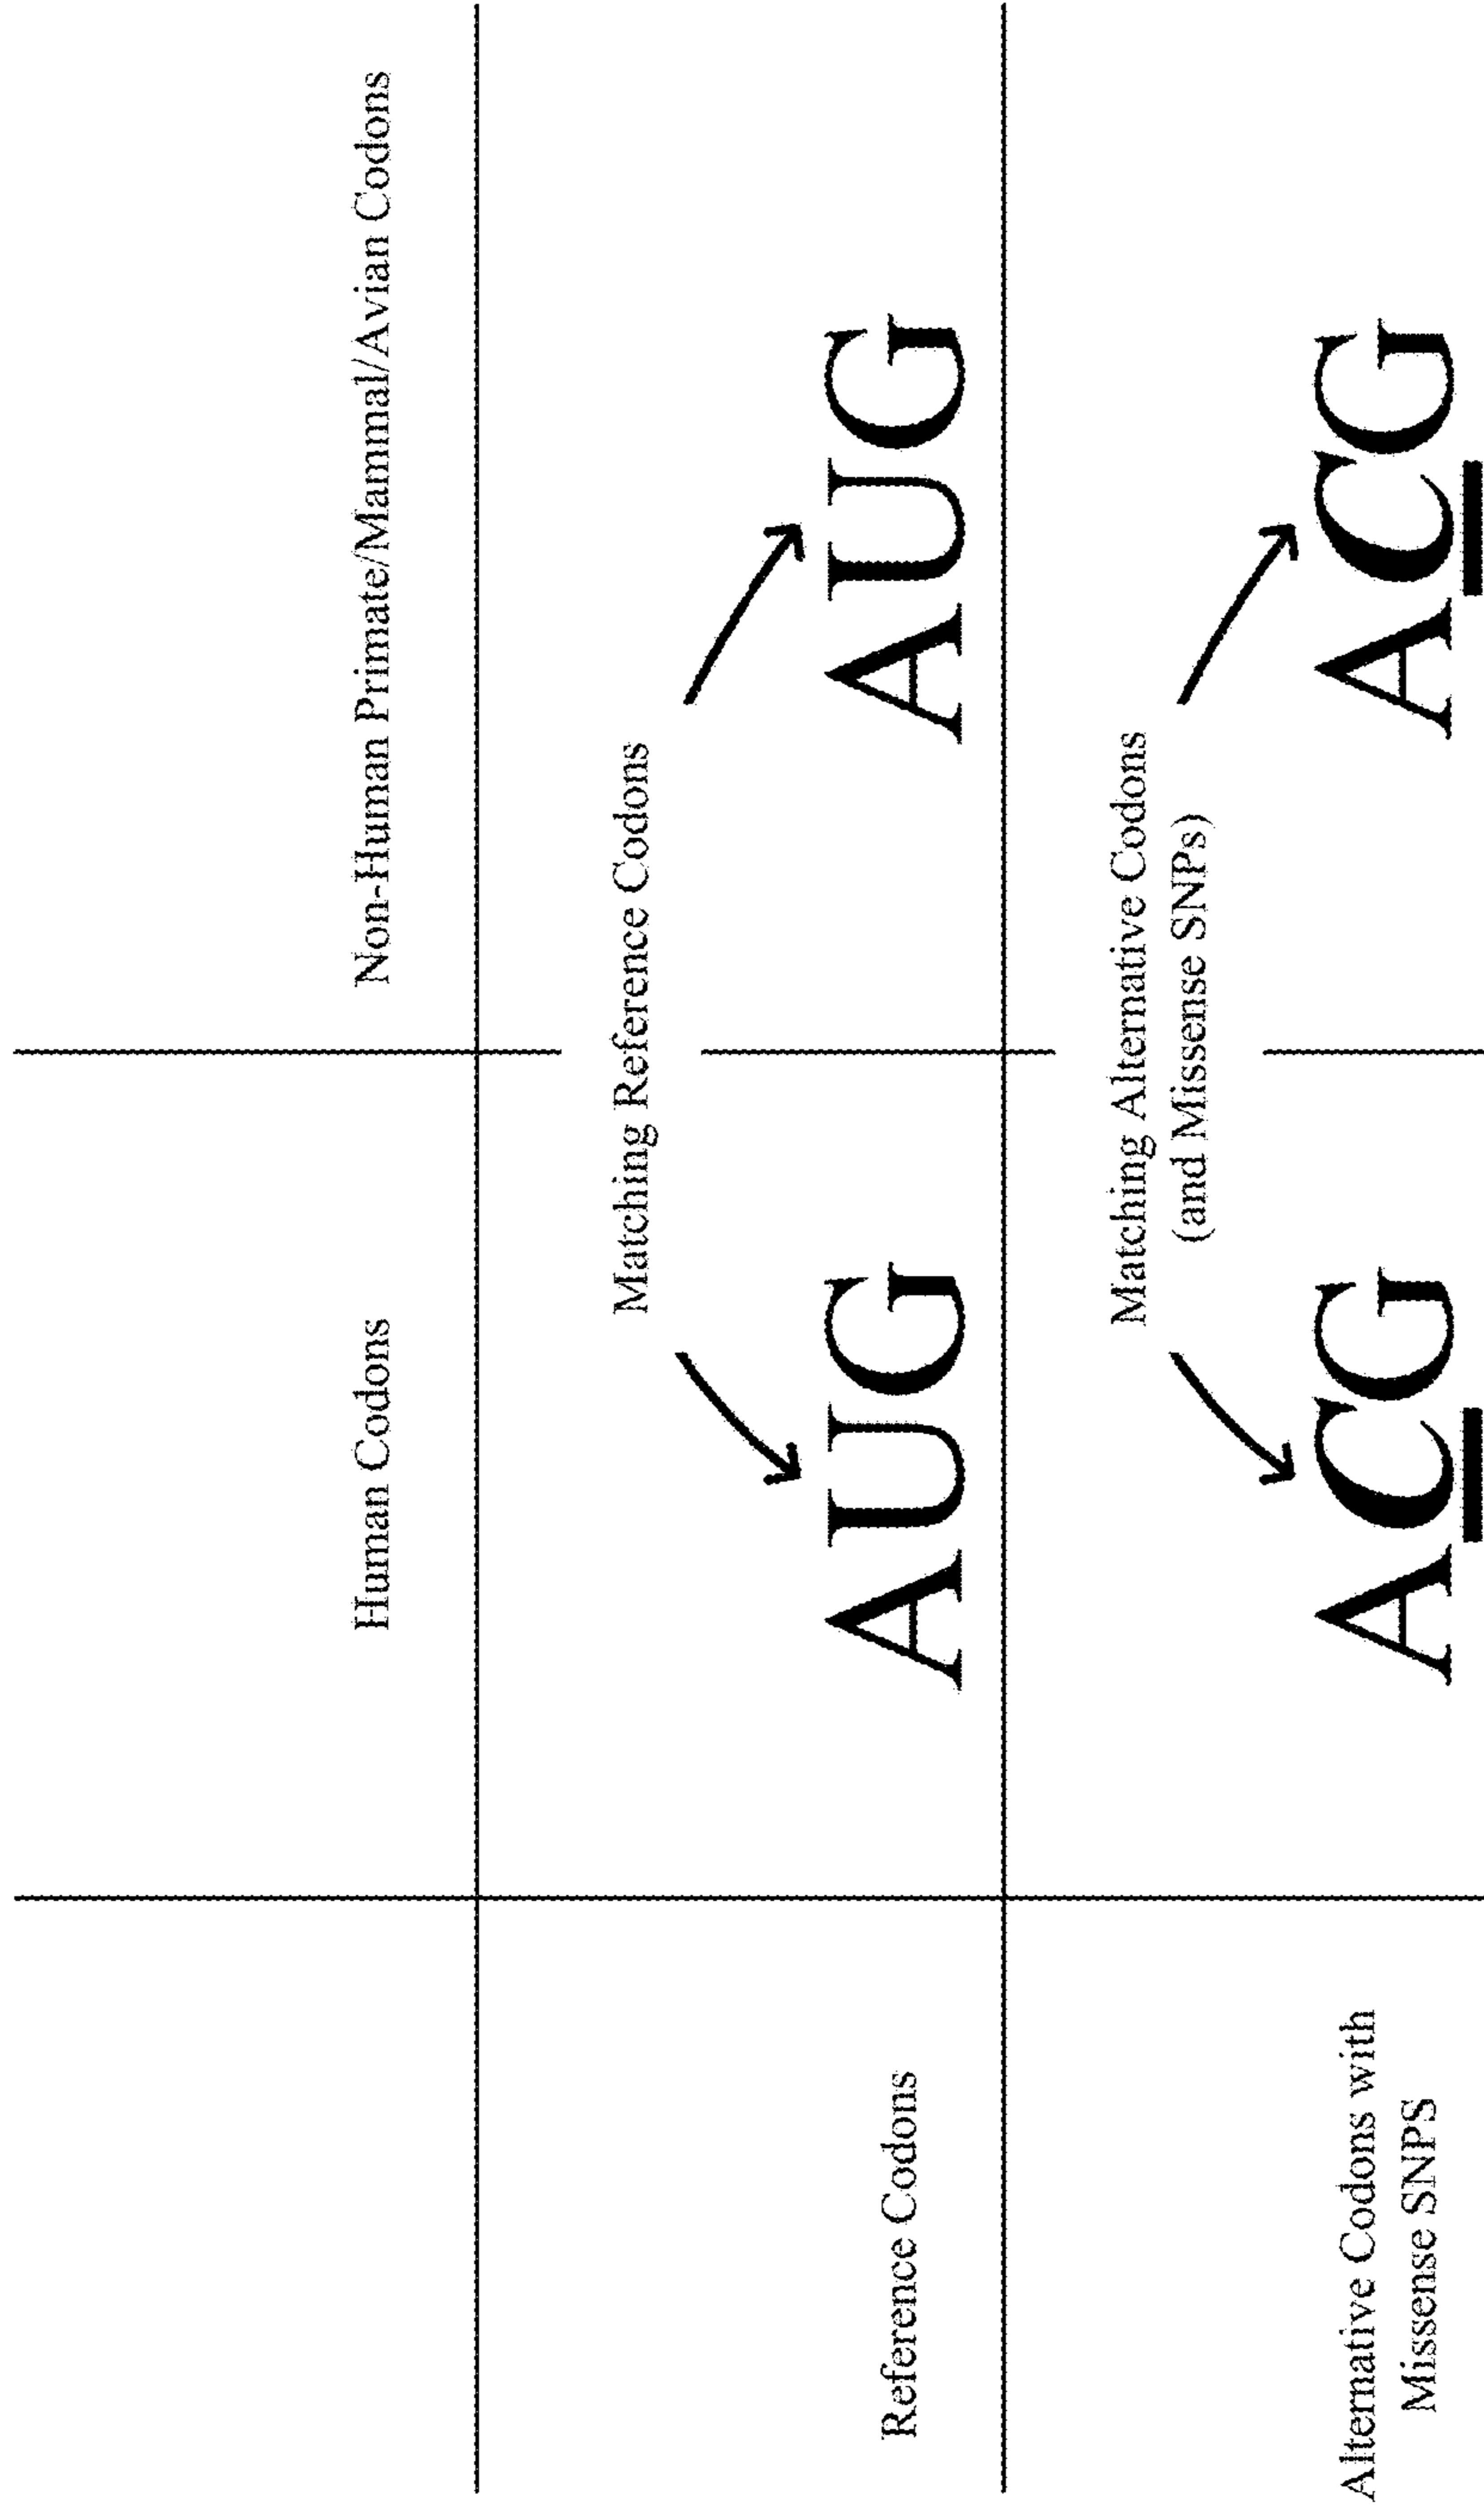 Human Codons
Non-Human Primate/Mammal/Avian Codons
Matching Reference Codons
Reference Codons
AUG
AUG
Matching Alternative Codons
(and Missense SNPs)
Alternative Codons with
Missense SNPS
ACG
ACG